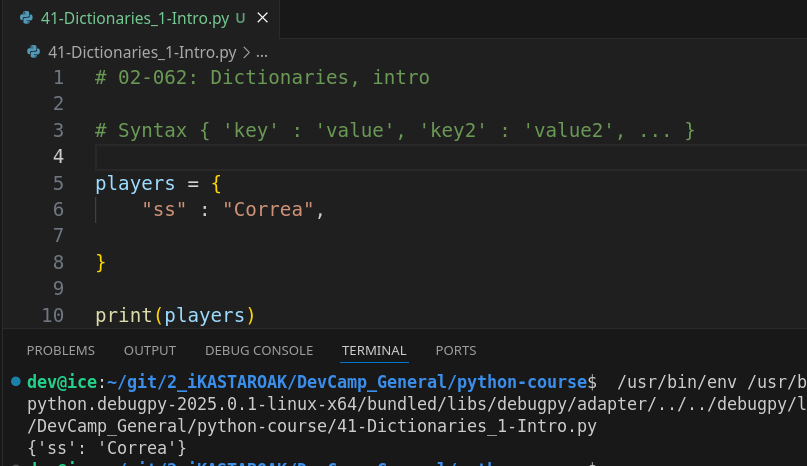 41-Dictionaries_1-Intro.py U ×
41-Dictionaries_1-Intro.py > ...
1 # 02-062: Dictionaries, intro
2
3 # Syntax { 'key' : 'value', 'key2' : 'value2', ... }
4
5 players = {
6 "ss" : "Correa",
7
8 }
9
10 print(players)
PROBLEMS OUTPUT DEBUG CONSOLE TERMINAL PORTS
dev@ice:~/git/2_iKASTAROAK/DevCamp_General/python-course$ /usr/bin/env /usr/b
python.debugpy-2025.0.1-linux-x64/bundled/libs/debugpy/adapter/../../debugpy/l
/DevCamp_General/python-course/41-Dictionaries_1-Intro.py
{'ss': 'Correa'}